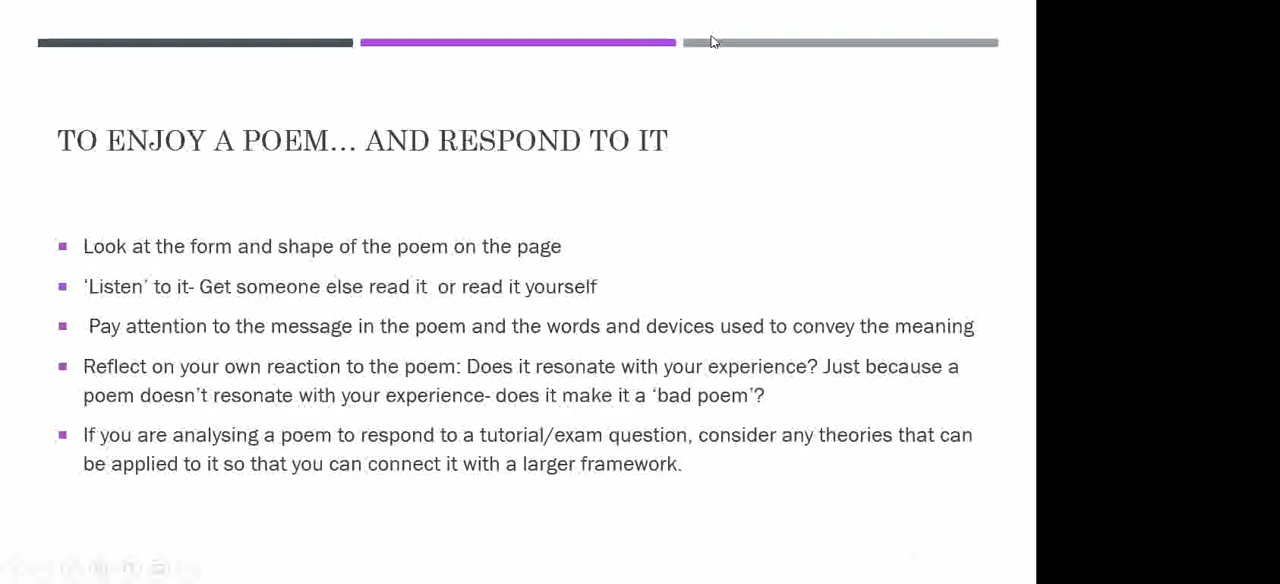 TO ENJOY A POEM... AND RESPOND TO IT
Look at the form and shape of the poem on the page
‘Listen’ to it- Get someone else read it  or read it yourself
Pay attention to the message in the poem and the words and devices used to convey the meaning
Reflect on your own reaction to the poem: Does it resonate with your experience? Just because a
poem doesn’t resonate with your experience- does it make it a ‘bad poem’?
If you are analysing a poem to respond to a tutorial/exam question, consider any theories that can
be applied to it so that you can connect it with a larger framework.